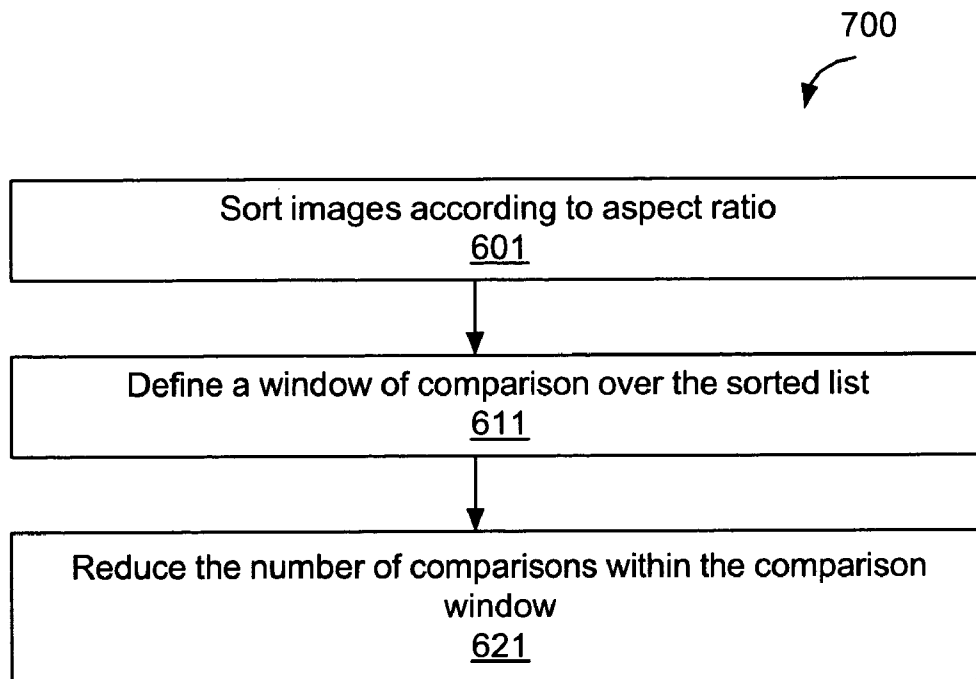 700
Sort images according to aspect ratio
601
Define a window of comparison over the sorted list
611
Reduce the number of comparisons within the comparison
window
621